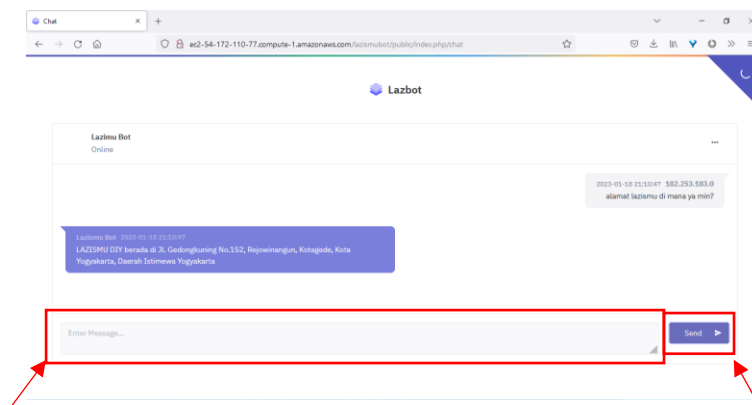 Chat
ec2-54-172-110-77.compute-1.amazonaws.com/lazismubot/public/index.php/chat
Lazbot
Lazimu Bot
Online
2023-01-18 21:10:47 182.253.183.0
alamat lazismu di mana ya min?
Lazismu Bot 2023-01-18 21:10:47
LAZISMU DIY berada di Jl. Gedongkuning No.152, Rejowinangun, Kotagede, Kota
Yogyakarta, Daerah Istimewa Yogyakarta
Enter Message...
Send